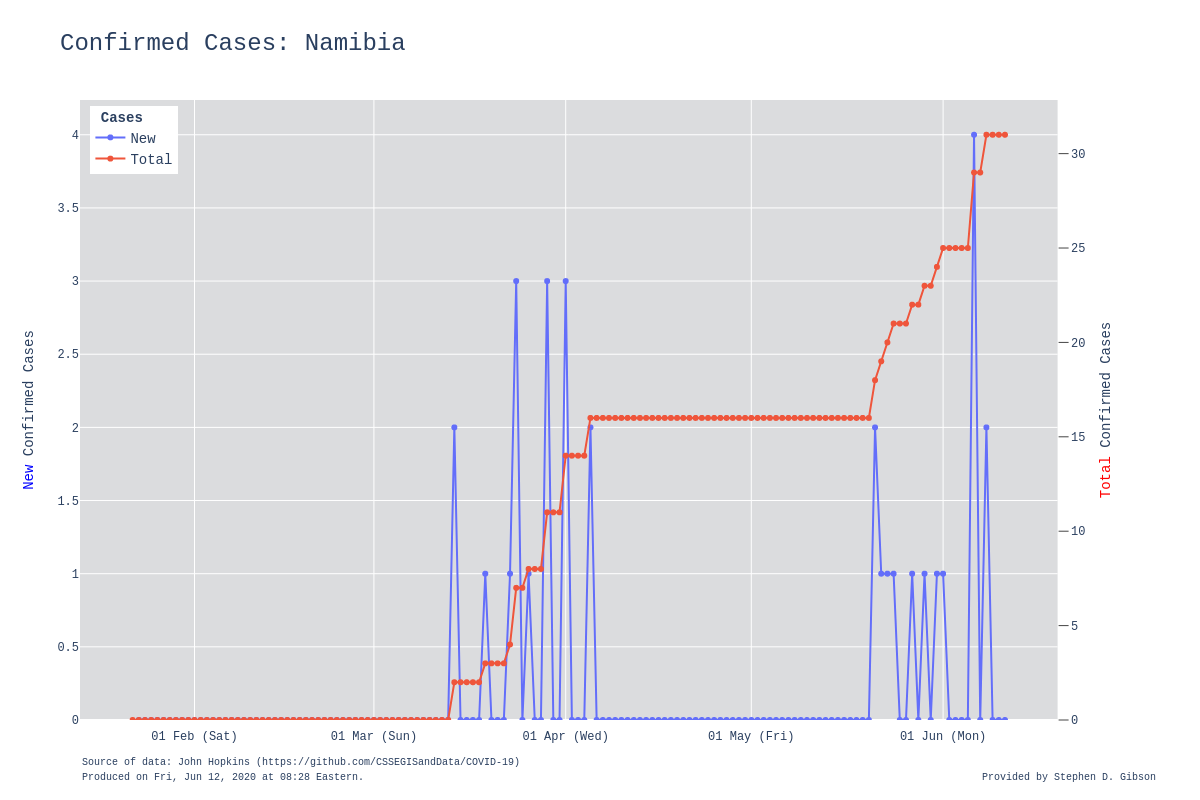 Confirmed Cases: Namibia
Cases
New
Total
4
3.5
3
2.5
2
1.5
1
0.5
0
New Confirmed Cases
30
25
20
15
10
5
0
Total Confirmed Cases
01 Feb (Sat)
01 Mar (Sun)
01 Apr (Wed)
01 May (Fri)
01 Jun (Mon)
Source of data: John Hopkins (https://github.com/CSSEGISandData/COVID-19)
Produced on Fri, Jun 12, 2020 at 08:28 Eastern.
Provided by Stephen D. Gibson